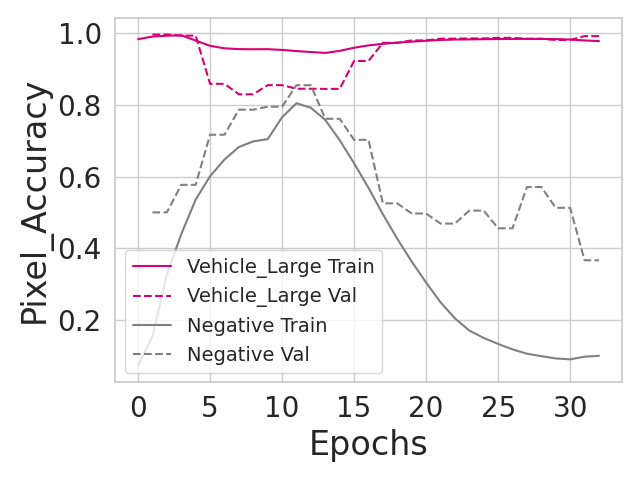 1.0
0.8
0.6
0.4
0.2
Pixel_Accuracy
Vehicle_Large Train
Vehicle_Large Val
Negative Train
Negative Val
0 5 10 15 20 25 30
Epochs